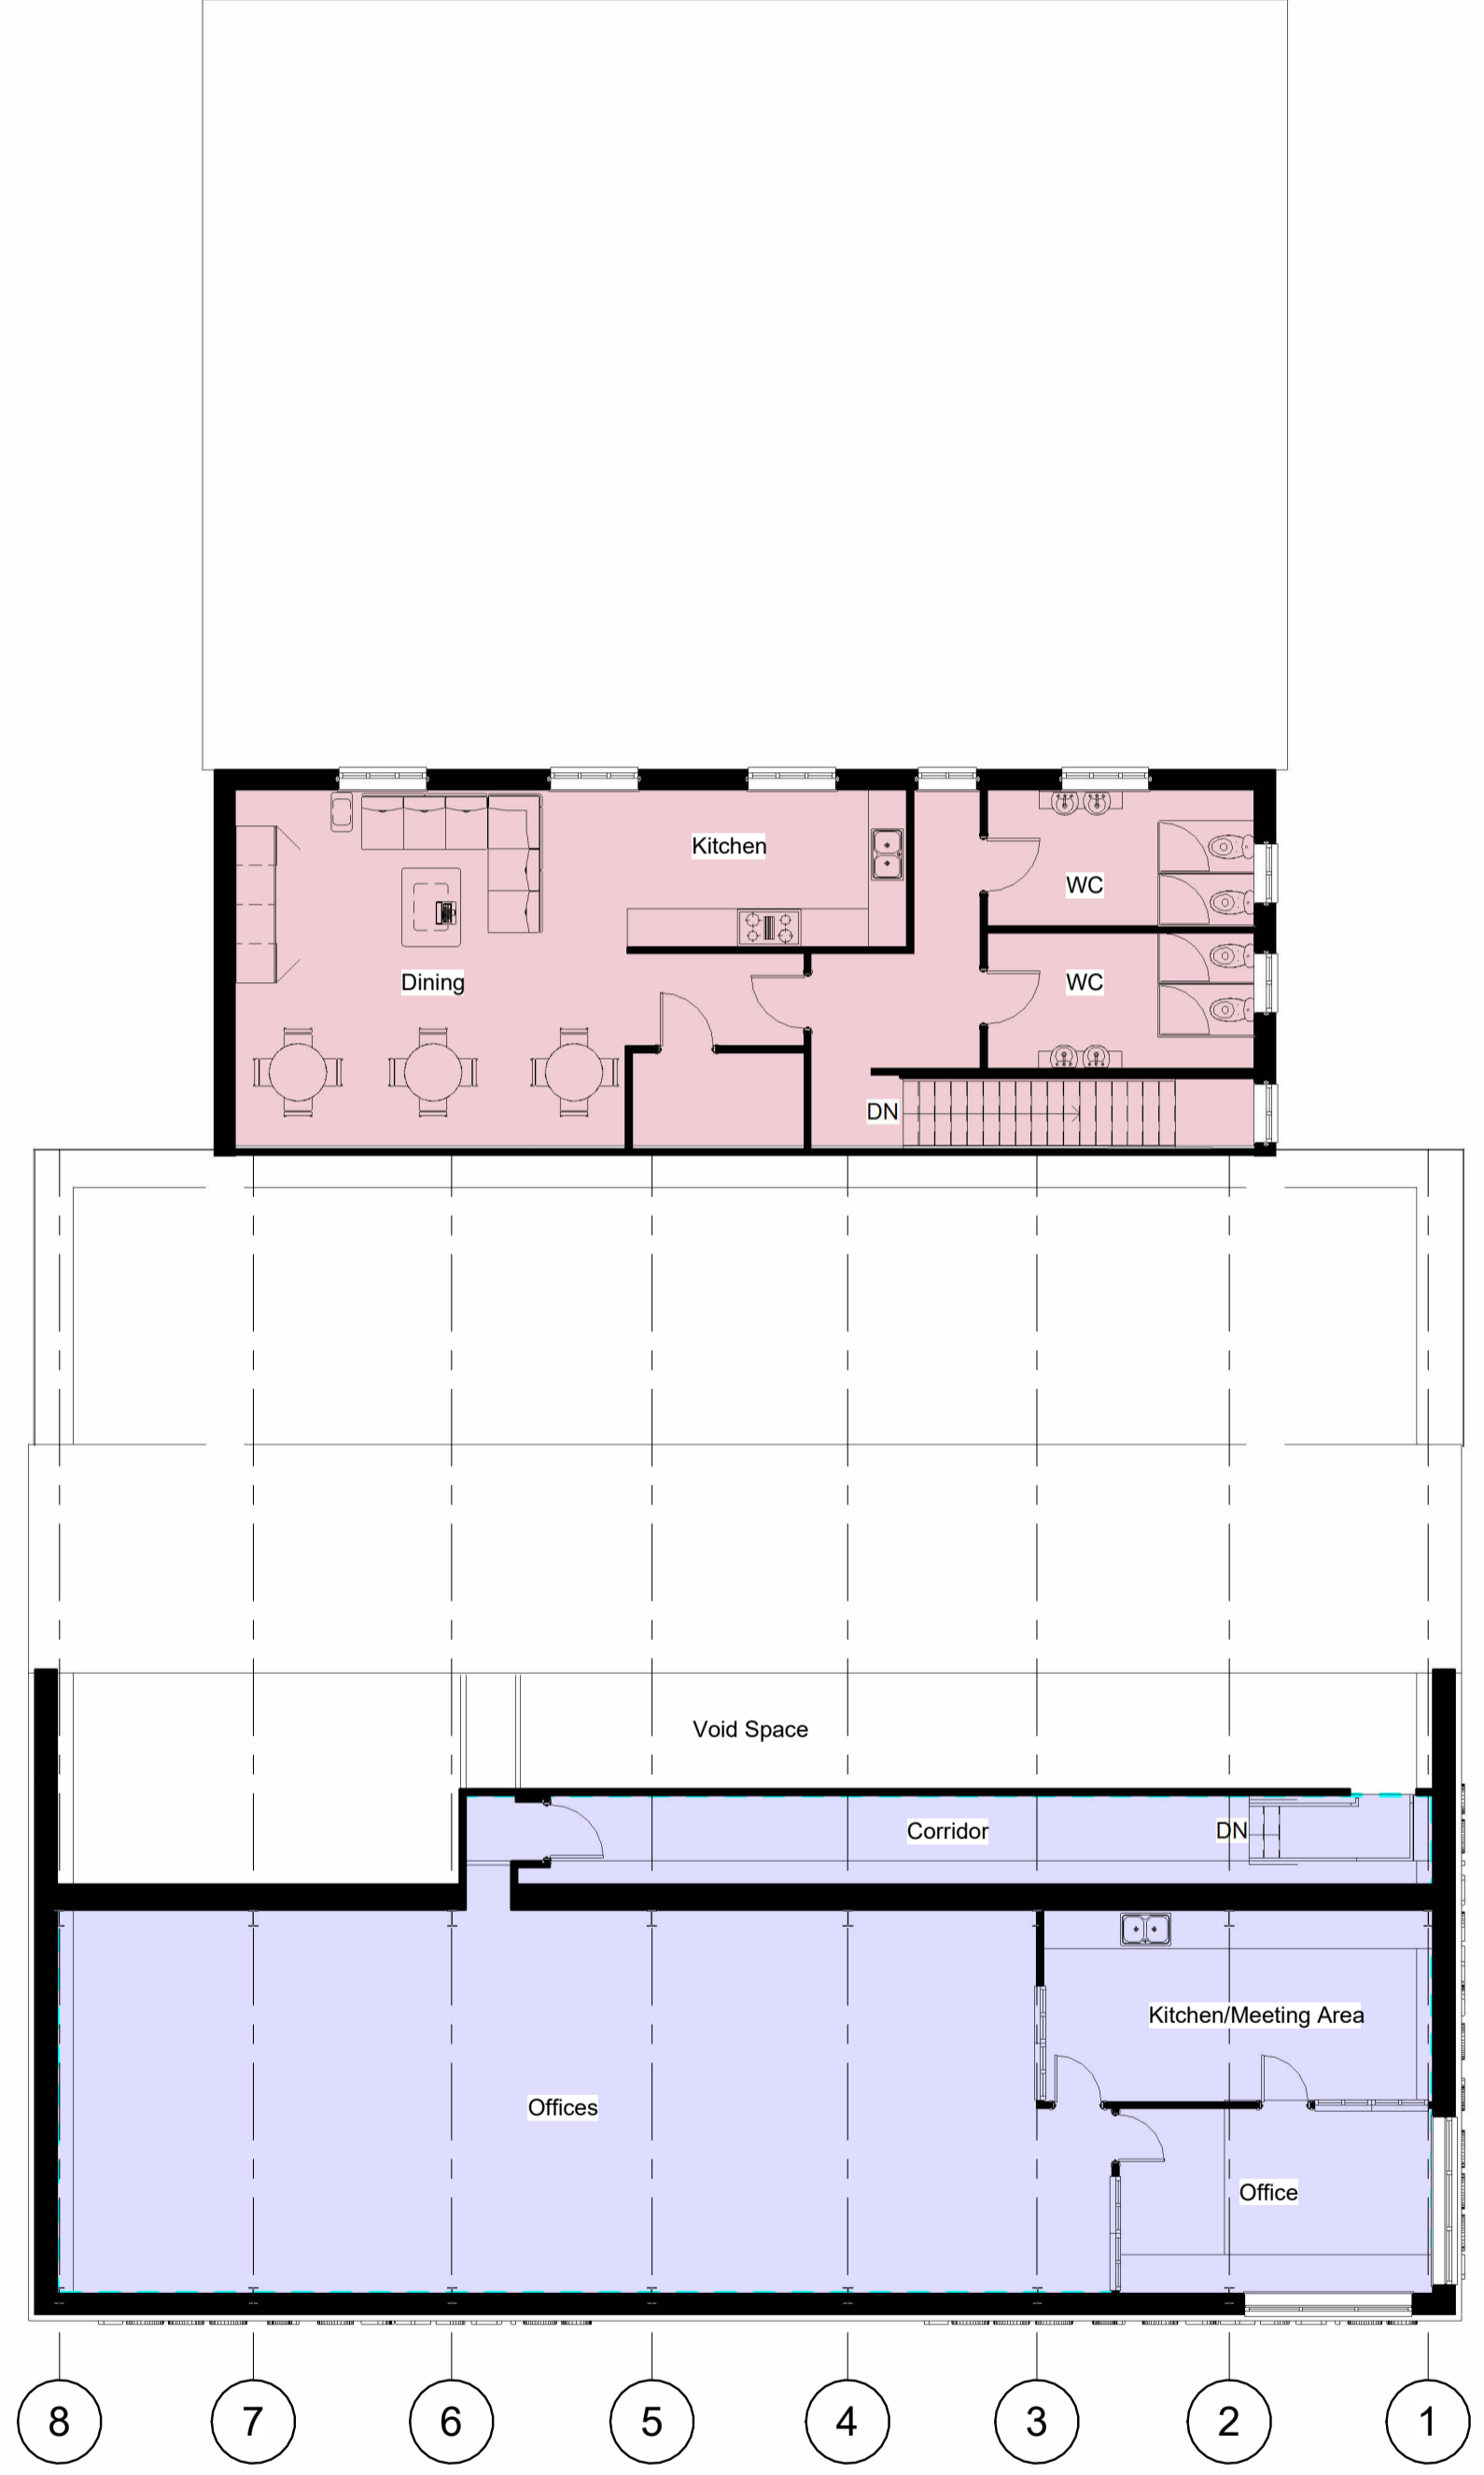 Kitchen
WC
Dining
WC
DN
Void Space
Corridor
DN
Kitchen/Meeting Area
Offices
Office
8 7 6 5 4 3 2 1